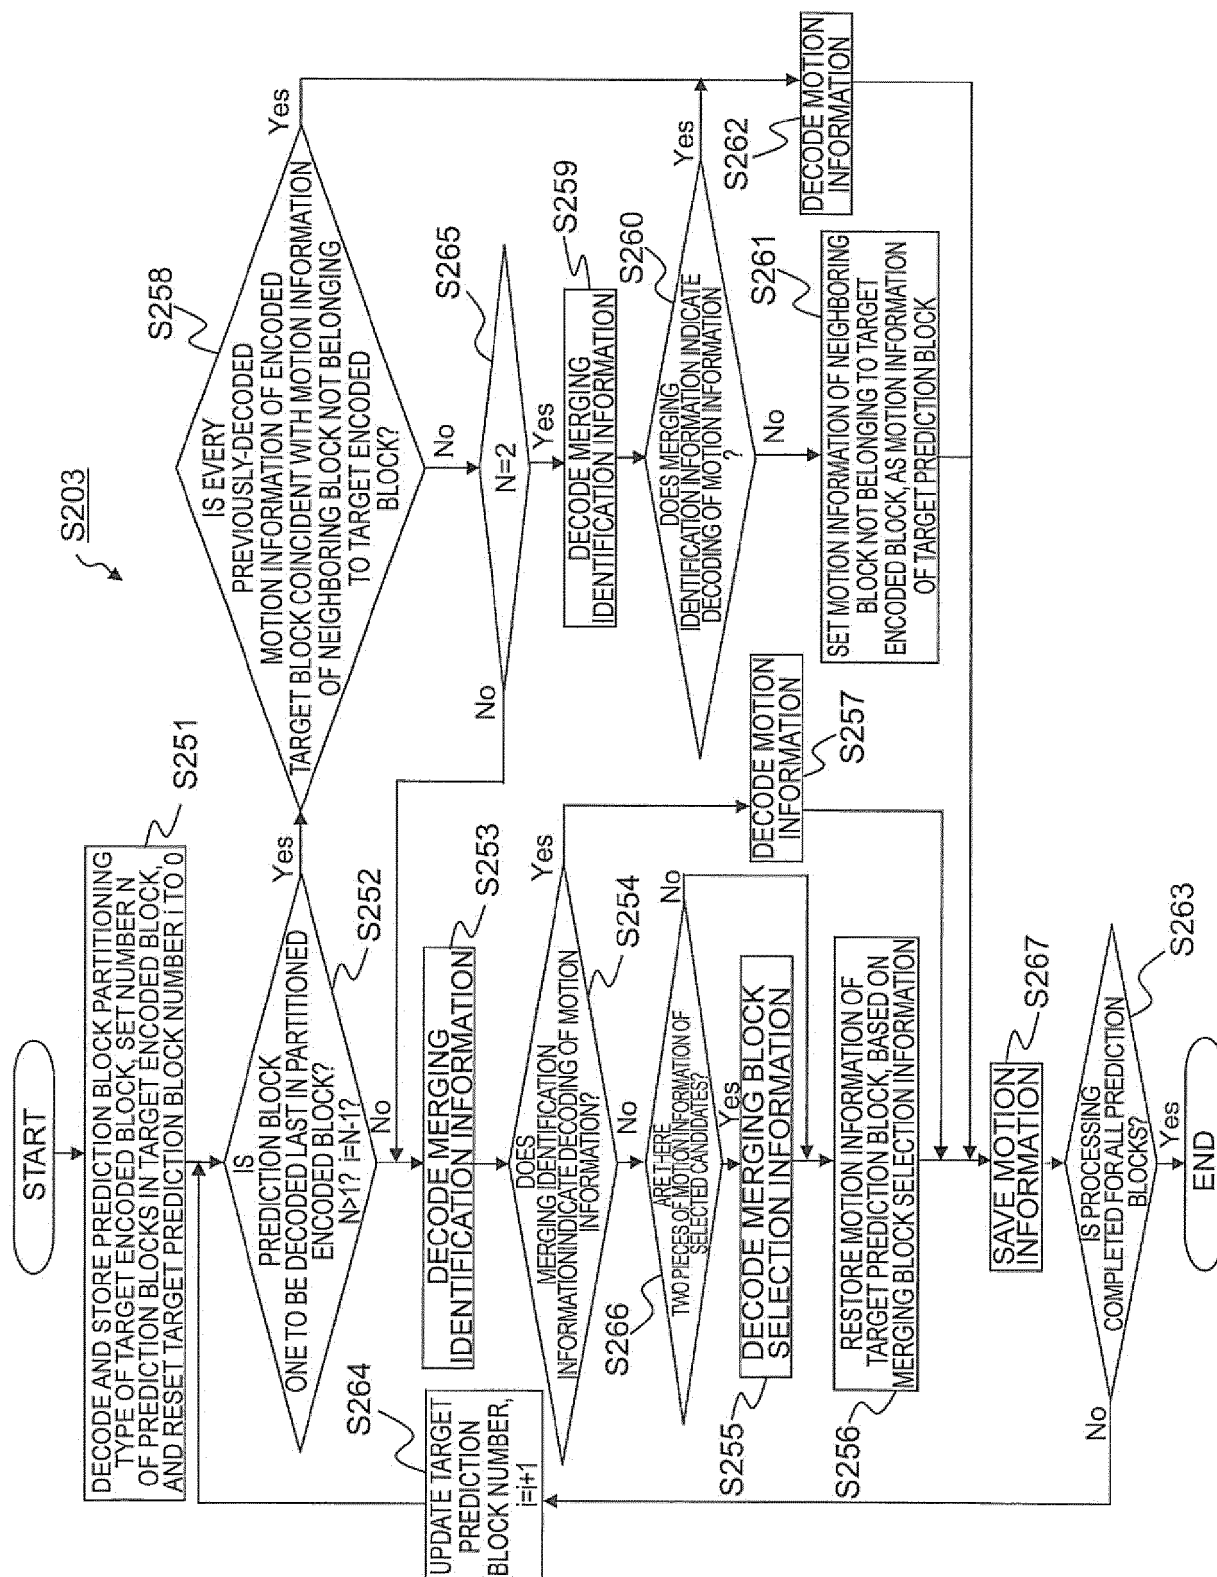 S203
START
DECODE AND STORE PREDICTION BLOCK PARTITIONING
TYPE OF TARGET ENCODED BLOCK, SET NUMBER N
OF PREDICTION BLOCKS IN TARGET ENCODED BLOCK,
AND RESET TARGET PREDICTION BLOCK NUMBER i TO 0
S251
IS
PREDICTION BLOCK
ONE TO BE DECODED LAST IN PARTITIONED
ENCODED BLOCK?
N>1? i=N-1?
S252
Yes
No
IS EVERY
PREVIOUSLY-DECODED
MOTION INFORMATION OF ENCODED
TARGET BLOCK COINCIDENT WITH MOTION INFORMATION
OF NEIGHBORING BLOCK NOT BELONGING
TO TARGET ENCODED
BLOCK?
S258
Yes
No
N=2
S265
No
Yes
DECODE MERGING
IDENTIFICATION INFORMATION
S259
DOES MERGING
IDENTIFICATION INFORMATION INDICATE
DECODING OF MOTION INFORMATION
?
S260
Yes
No
SET MOTION INFORMATION OF NEIGHBORING
BLOCK NOT BELONGING TO TARGET
ENCODED BLOCK, AS MOTION INFORMATION
OF TARGET PREDICTION BLOCK
S261
DECODE MOTION
INFORMATION
S262
DECODE MERGING
IDENTIFICATION INFORMATION
S253
DOES
MERGING IDENTIFICATION
INFORMATIONINDICATE DECODING OF MOTION
INFORMATION?
S254
Yes
No
DECODE MOTION
INFORMATION
S257
ARE THERE
TWO PIECES OF MOTION INFORMATION OF
SELECTED CANDIDATES?
S266
No
Yes
DECODE MERGING BLOCK
SELECTION INFORMATION
S255
RESTORE MOTION INFORMATION OF
TARGET PREDICTION BLOCK, BASED ON
MERGING BLOCK SELECTION INFORMATION
S256
SAVE MOTION
INFORMATION
S267
IS PROCESSING
COMPLETED FOR ALL PREDICTION
BLOCKS?
S263
No
Yes
UPDATE TARGET
PREDICTION
BLOCK NUMBER,
i=i+1
S264
END